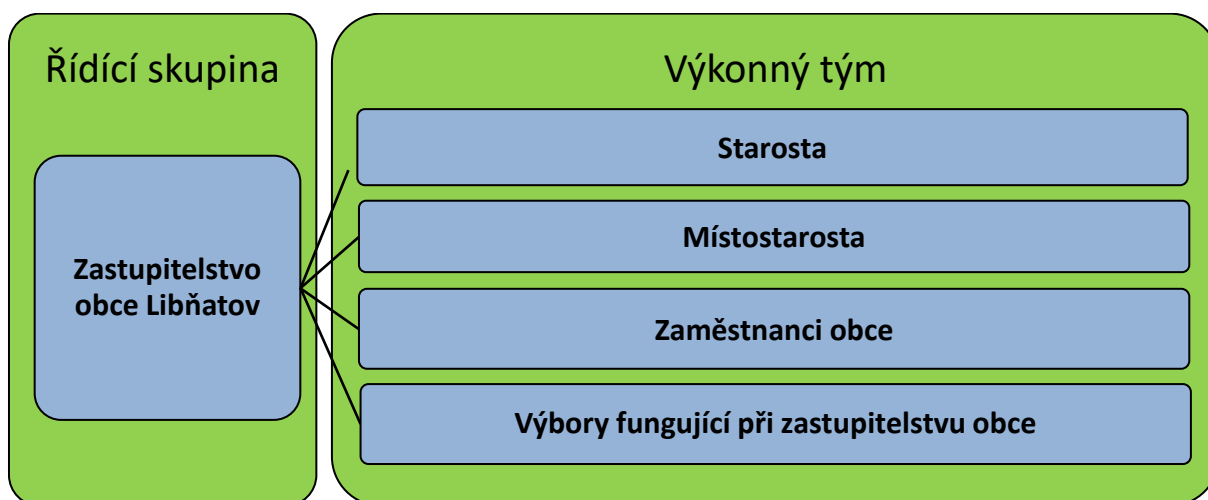 Řídící skupina
Zastupitelstvo
obce Libňatov
Výkonný tým
Starosta
Místostarosta
Zaměstnanci obce
Výbory fungující při zastupitelstvu obce